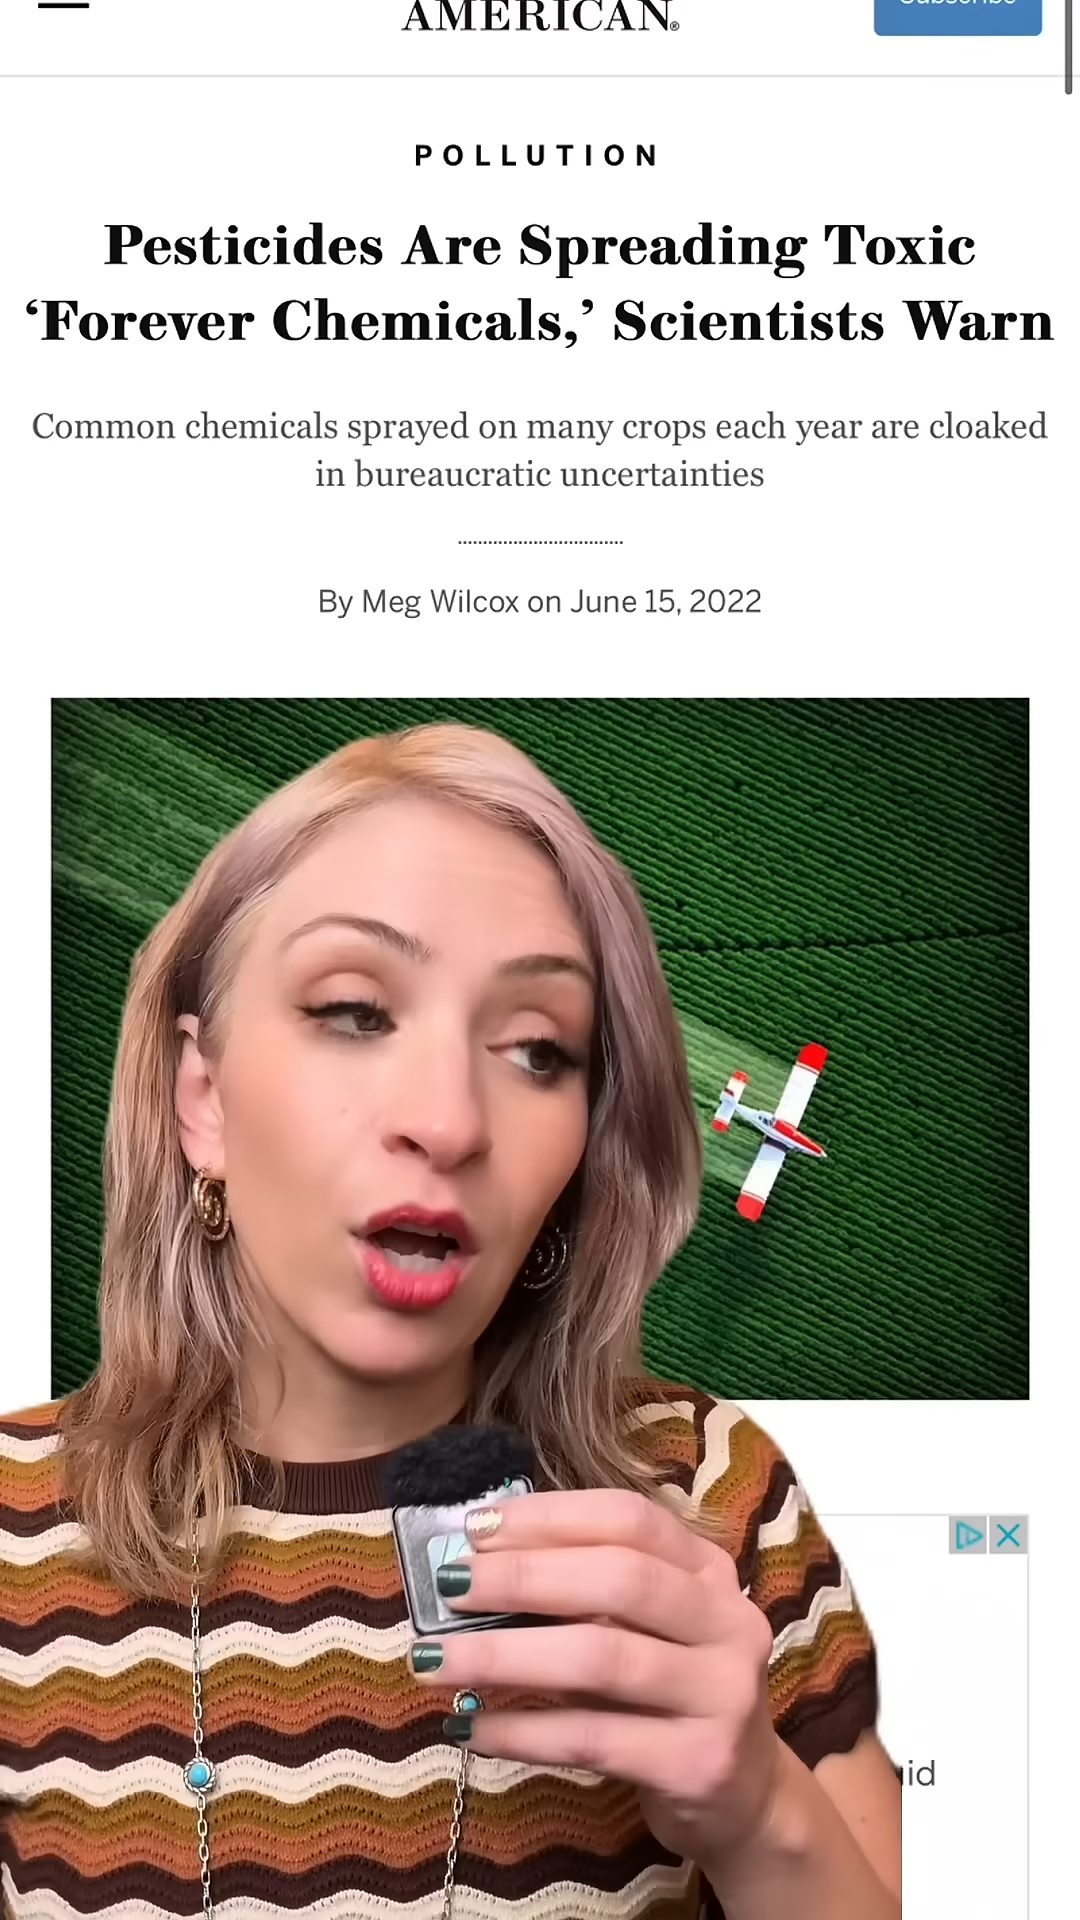 AMERICAN®
Subscribe
POLLUTION
Pesticides Are Spreading Toxic
‘Forever Chemicals,’ Scientists Warn
Common chemicals sprayed on many crops each year are cloaked
in bureaucratic uncertainties
By Meg Wilcox on June 15, 2022